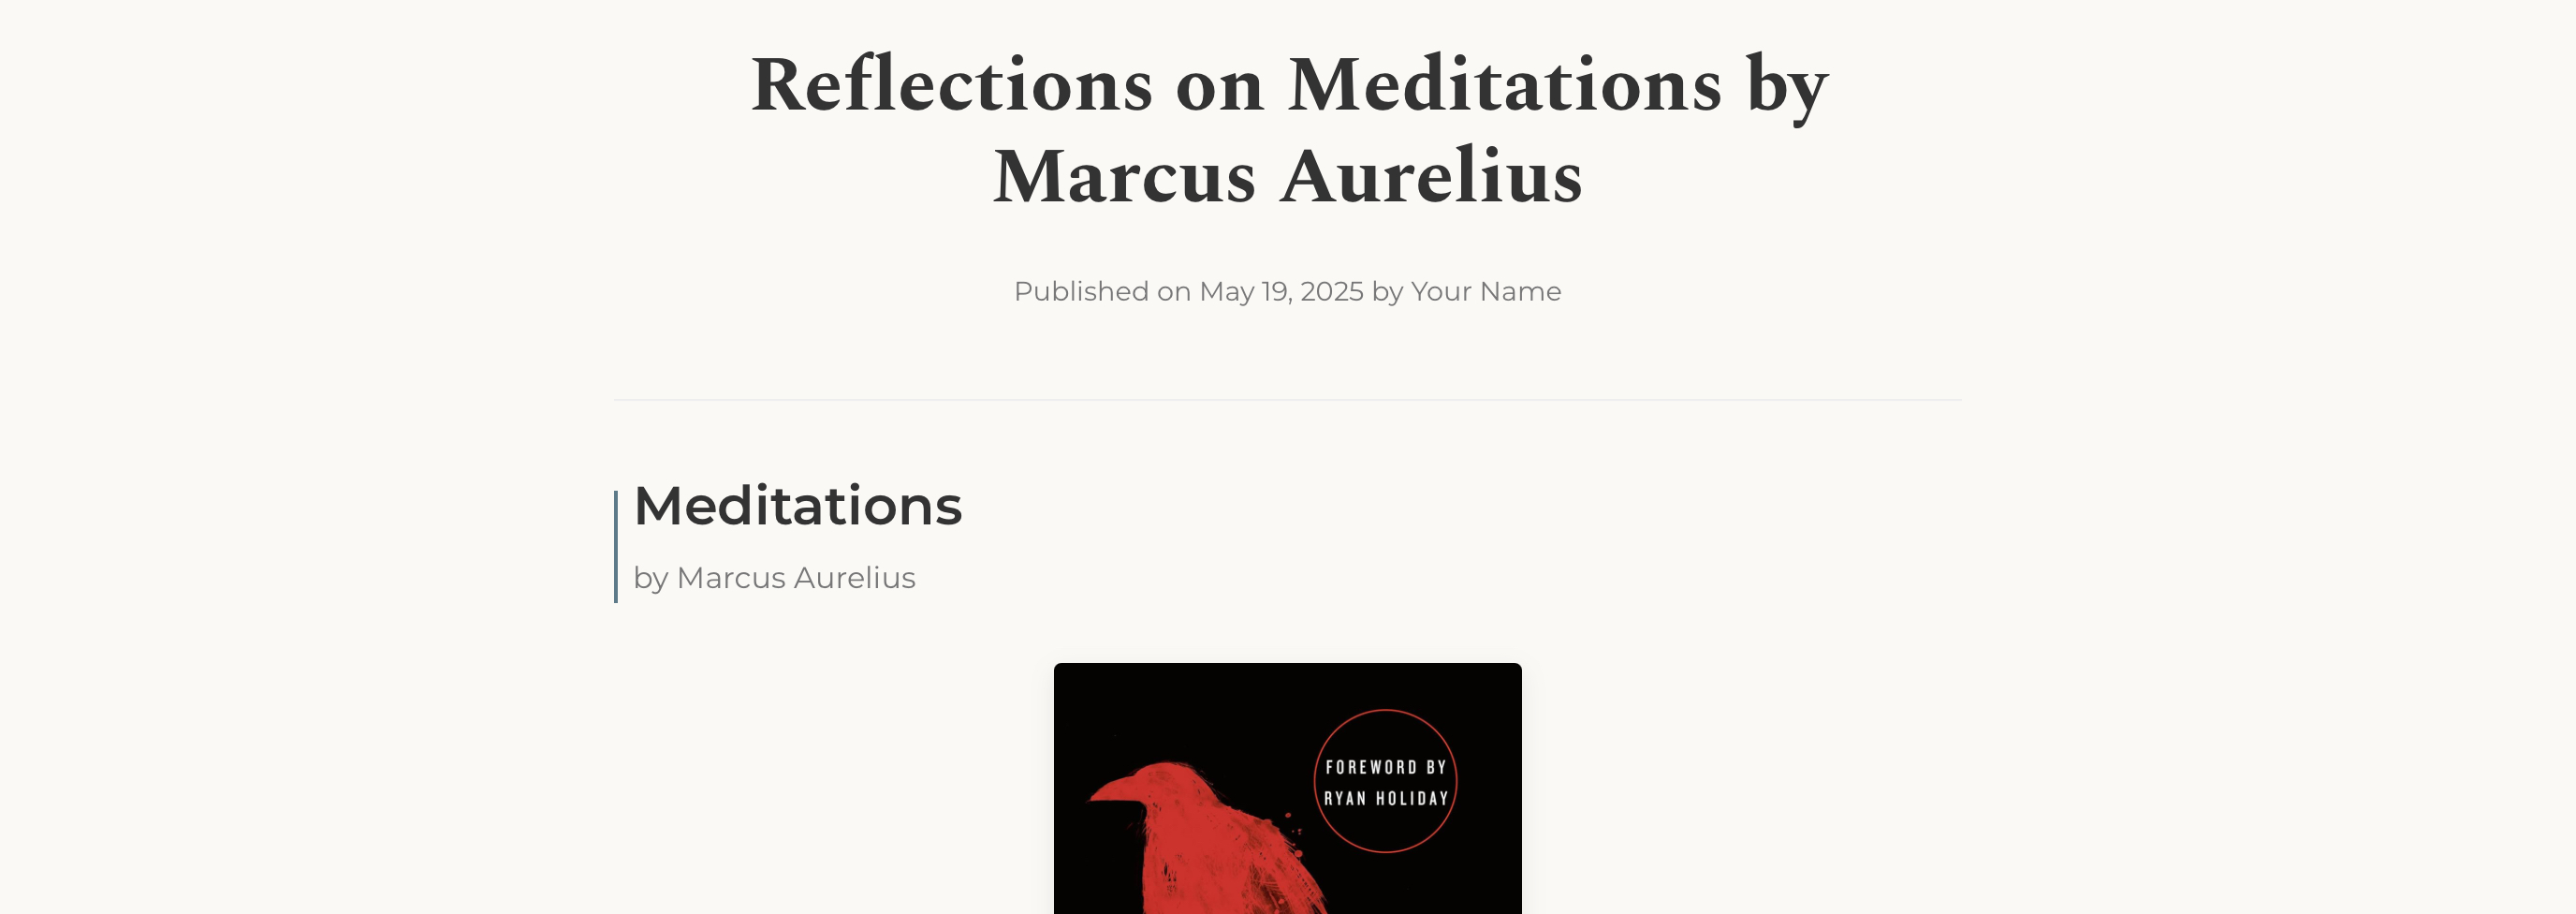 Reflections on Meditations by
Marcus Aurelius
Published on May 19, 2025 by Your Name
Meditations
by Marcus Aurelius
FOREWORD BY
RYAN HOLIDAY